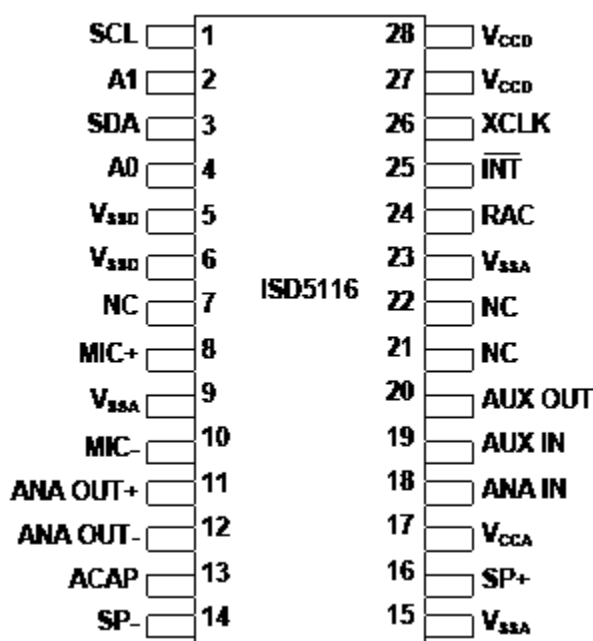 SCL 1 28 VCCD
A1 2 27 VCCD
SDA 3 26 XCLK
A0 4 25 INT
VSSD 5 24 RAC
VSSD 6 23 VSSA
ISD5116
NC 7 22 NC
MIC+ 8 21 NC
VSSA 9 20 AUX OUT
MIC- 10 19 AUX IN
ANA OUT+ 11 18 ANA IN
ANA OUT- 12 17 VCCA
ACAP 13 16 SP+
SP- 14 15 VSSA